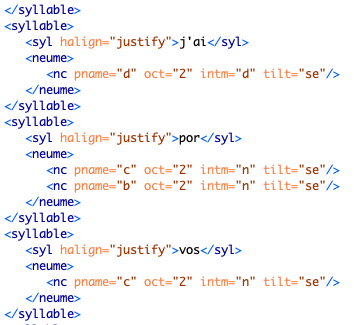 </syllable>
<syllable>
   <syl halign="justify">j'ai</syl>
   <neume>
      <nc pname="d" oct="2" intm="d" tilt="se"/>
   </neume>
</syllable>
<syllable>
   <syl halign="justify">por</syl>
   <neume>
      <nc pname="c" oct="2" intm="n" tilt="se"/>
      <nc pname="b" oct="2" intm="n" tilt="se"/>
   </neume>
</syllable>
<syllable>
   <syl halign="justify">vos</syl>
   <neume>
      <nc pname="c" oct="2" intm="n" tilt="se"/>
   </neume>
</syllable>